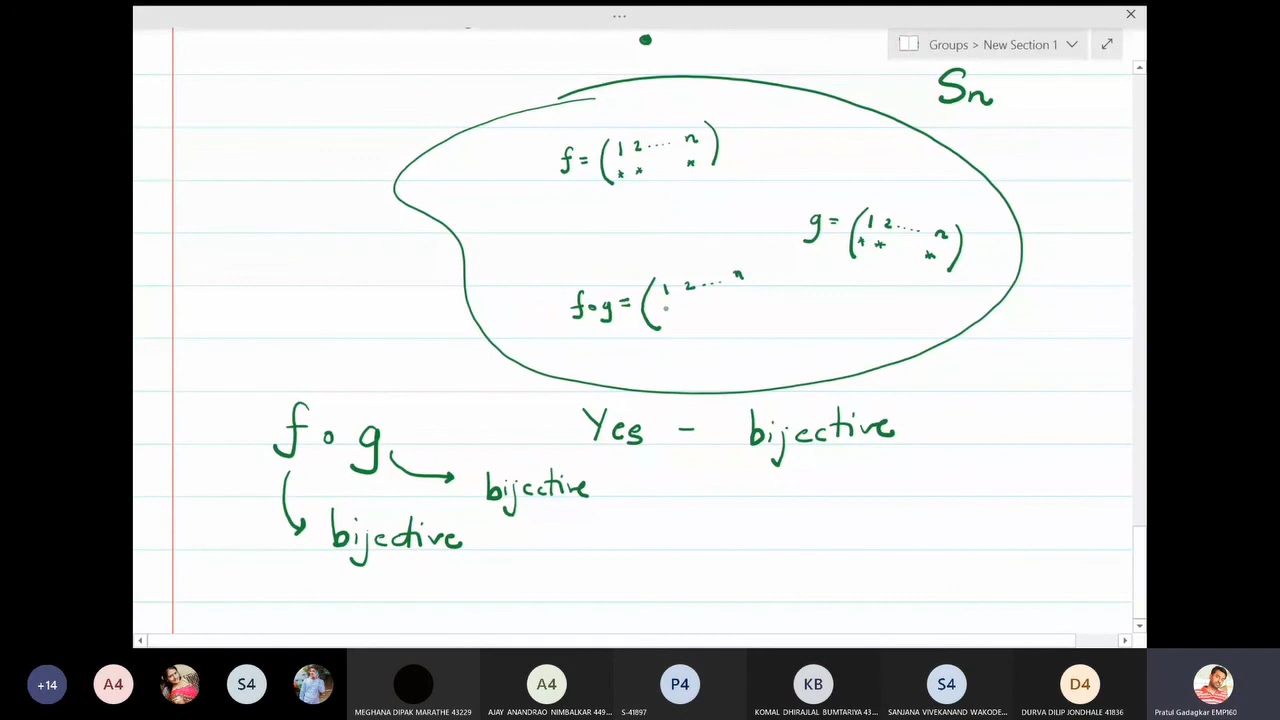 Groups > New Section 1
Sn
f = ( 1 2 .... n )
* * *
g = ( 1 2 .... n )
* * *
f∘g = ( 1 2 ... n
f ∘ g
Yes - bijective
bijective
bijective
+14
A4
S4
A4
P4
KB
S4
D4
MEGHANA DIPAK MARATHE 43229
AJAY ANANDRAO NIMBALKAR 449...
S-41897
KOMAL DHIRAJLAL BUMTARIYA 43...
SANJANA VIVEKANAND WAKODE...
DURVA DILIP JONDHALE 41836
Pratul Gadagkar EMP160